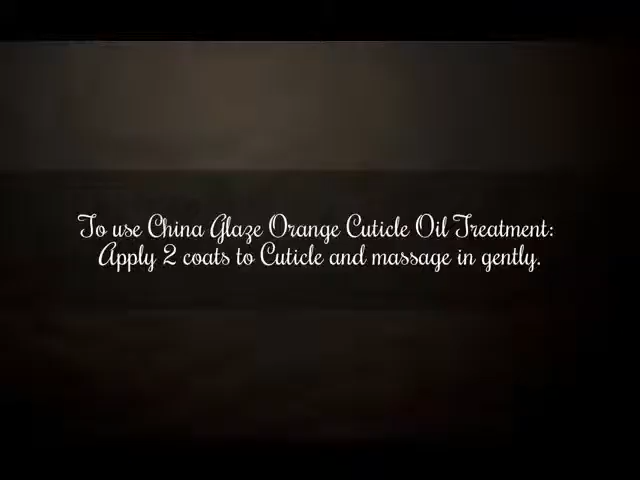 To use China Glaze Orange Cuticle Oil Treatment:
Apply 2 coats to Cuticle and massage in gently.